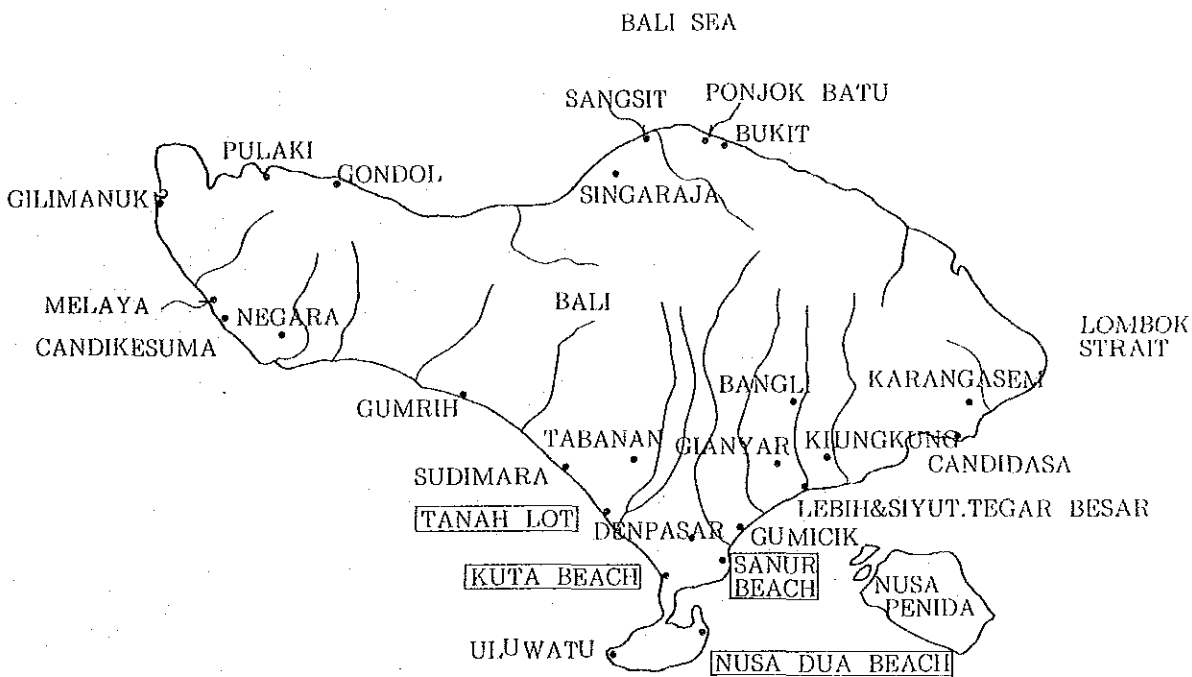 BALI SEA
SANGSIT
PONJOK BATU
BUKIT
PULAKI
GONDOL
SINGARAJA
GILIMANUK
MELAYA
NEGARA
CANDIKESUMA
BALI
LOMBOK
STRAIT
GUMRIH
BANGLI
KARANGASEM
TABANAN
GIANYAR
KIUNGKUNG
SUDIMARA
CANDIDASA
TANAH LOT
LEBIH&SIYUT.TEGAR BESAR
DENPASAR
GUMICIK
KUTA BEACH
SANUR
BEACH
NUSA
PENIDA
ULUWATU
NUSA DUA BEACH